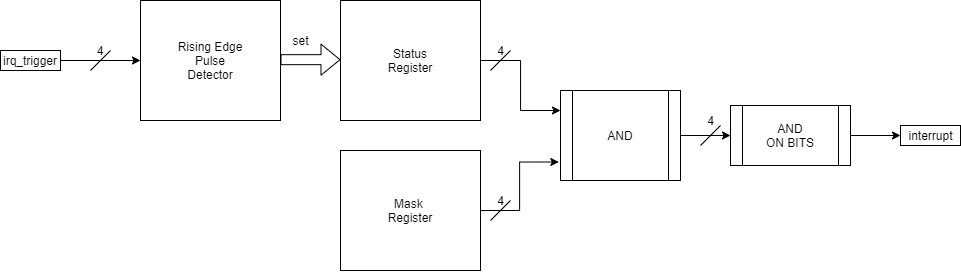 irq_trigger
4
Rising Edge
Pulse
Detector
set
Status
Register
4
Mask
Register
4
AND
4
AND
ON BITS
interrupt